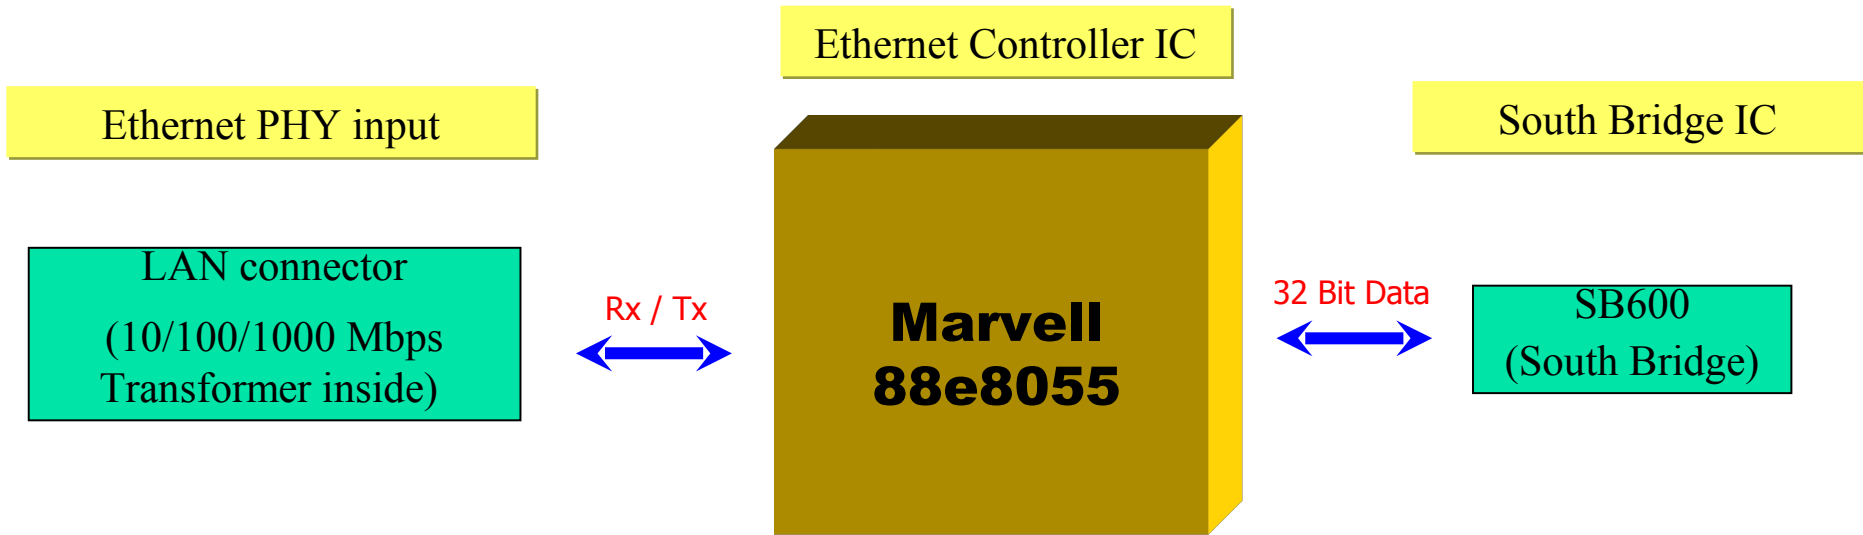 Ethernet Controller IC
Ethernet PHY input
South Bridge IC
LAN connector
(10/100/1000 Mbps
Transformer inside)
Rx / Tx
Marvell
88e8055
32 Bit Data
SB600
(South Bridge)